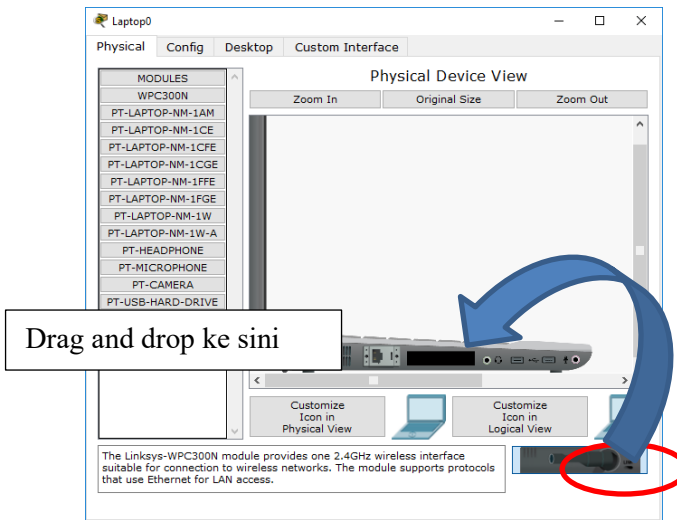 Laptop0
Physical Config Desktop Custom Interface
MODULES
WPC300N
PT-LAPTOP-NM-1AM
PT-LAPTOP-NM-1CE
PT-LAPTOP-NM-1CFE
PT-LAPTOP-NM-1CGE
PT-LAPTOP-NM-1FFE
PT-LAPTOP-NM-1FGE
PT-LAPTOP-NM-1W
PT-LAPTOP-NM-1W-A
PT-HEADPHONE
PT-MICROPHONE
PT-CAMERA
PT-USB-HARD-DRIVE
Physical Device View
Zoom In Original Size Zoom Out
Drag and drop ke sini
Customize
Icon in
Physical View
Customize
Icon in
Logical View
The Linksys-WPC300N module provides one 2.4GHz wireless interface
suitable for connection to wireless networks. The module supports protocols
that use Ethernet for LAN access.